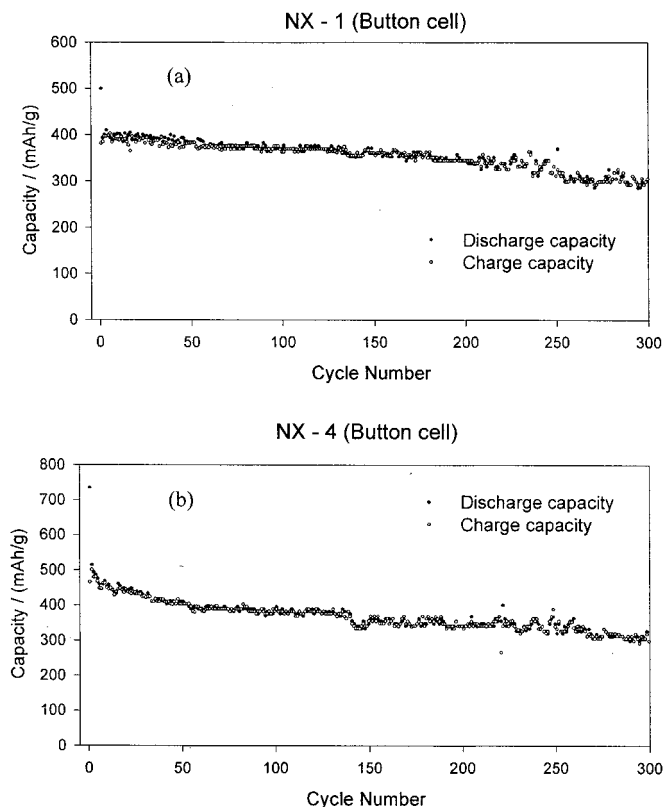 NX - 1 (Button cell)
600
500
400
300
200
100
0
(a)
Discharge capacity
Charge capacity
Capacity / (mAh/g)
0 50 100 150 200 250 300
Cycle Number
NX - 4 (Button cell)
800
700
600
500
400
300
200
100
0
(b)
Discharge capacity
Charge capacity
Capacity / (mAh/g)
0 50 100 150 200 250 300
Cycle Number